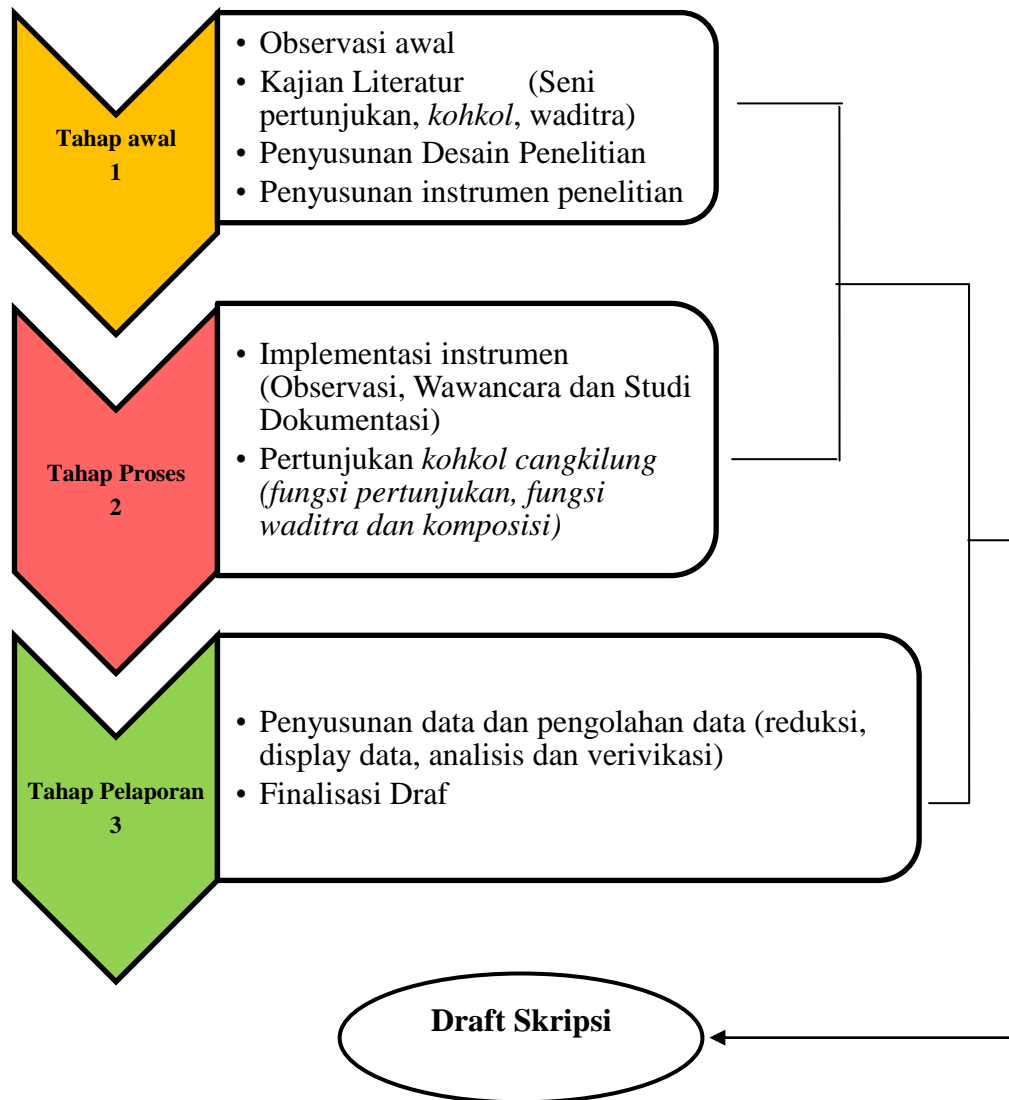 Tahap awal
1
• Observasi awal
• Kajian Literatur (Seni
pertunjukan, kohkol, waditra)
• Penyusunan Desain Penelitian
• Penyusunan instrumen penelitian
Tahap Proses
2
• Implementasi instrumen
(Observasi, Wawancara dan Studi
Dokumentasi)
• Pertunjukan kohkol cangkilung
(fungsi pertunjukan, fungsi
waditra dan komposisi)
Tahap Pelaporan
3
• Penyusunan data dan pengolahan data (reduksi,
display data, analisis dan verivikasi)
• Finalisasi Draf
Draft Skripsi